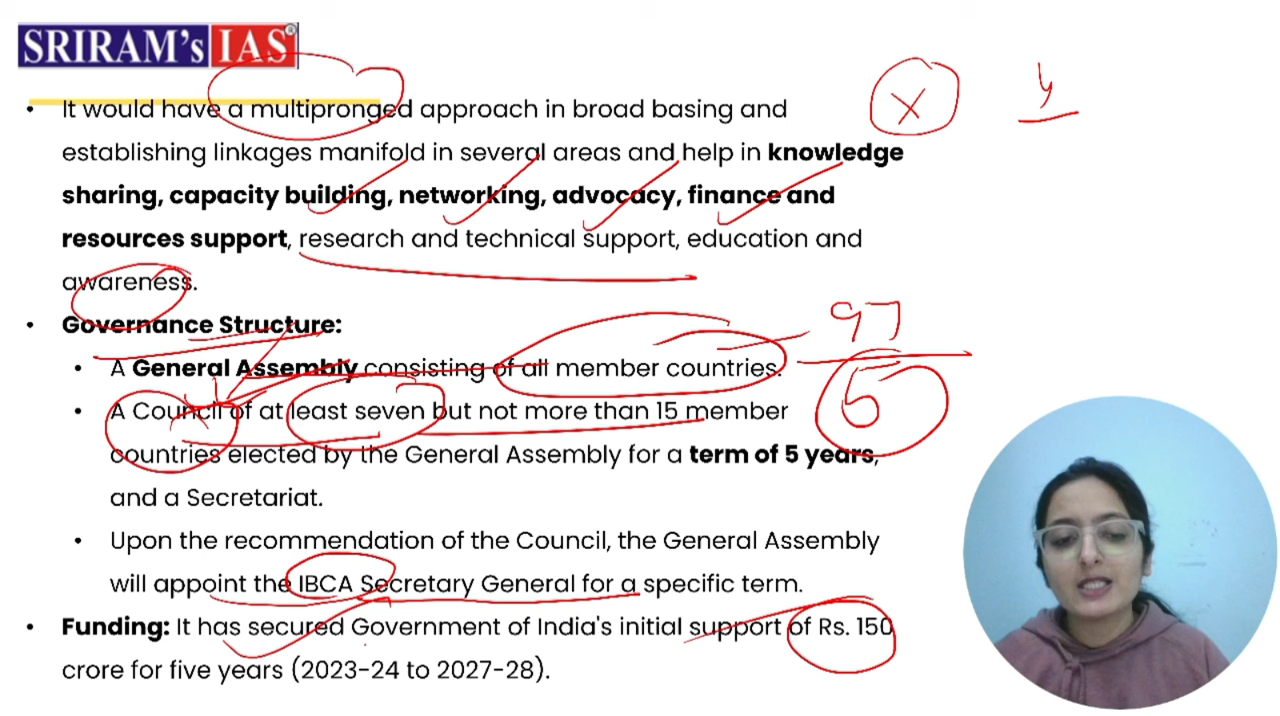 SRIRAM's IAS®
• It would have a multipronged approach in broad basing and
establishing linkages manifold in several areas and help in knowledge
sharing, capacity building, networking, advocacy, finance and
resources support, research and technical support, education and
awareness.
• Governance Structure:
• A General Assembly consisting of all member countries.
• A Council of at least seven but not more than 15 member
countries elected by the General Assembly for a term of 5 years,
and a Secretariat.
• Upon the recommendation of the Council, the General Assembly
will appoint the IBCA Secretary General for a specific term.
• Funding: It has secured Government of India's initial support of Rs. 150
crore for five years (2023-24 to 2027-28).
97
5